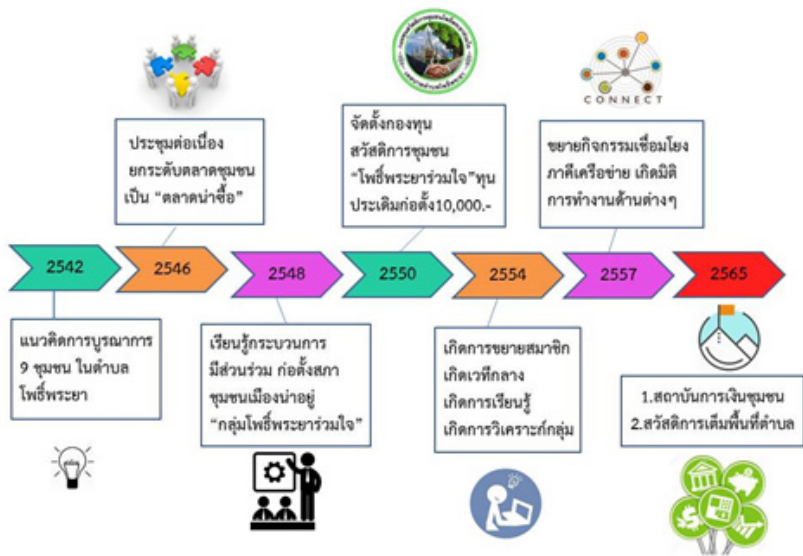 CONNECT
ประชุมต่อเนื่อง
ยกระดับตลาดชุมชน
เป็น “ตลาดน่าซื้อ”
จัดตั้งกองทุน
สวัสดิการชุมชน
“โพธิ์พระยาร่วมใจ”ทุน
ประเดิมก่อตั้ง10,000.-
ขยายกิจกรรมเชื่อมโยง
ภาคีเครือข่าย เกิดมิติ
การทำงานด้านต่างๆ
2542
2546
2548
2550
2554
2557
2565
แนวคิดการบูรณาการ
9 ชุมชน ในตำบล
โพธิ์พระยา
เรียนรู้กระบวนการ
มีส่วนร่วม ก่อตั้งสภา
ชุมชนเมืองน่าอยู่
“กลุ่มโพธิ์พระยาร่วมใจ”
เกิดการขยายสมาชิก
เกิดเวทีกลาง
เกิดการเรียนรู้
เกิดการวิเคราะก์กลุ่ม
1.สถาบันการเงินชุมชน
2.สวัสดิการเต็มพื้นที่ตำบล